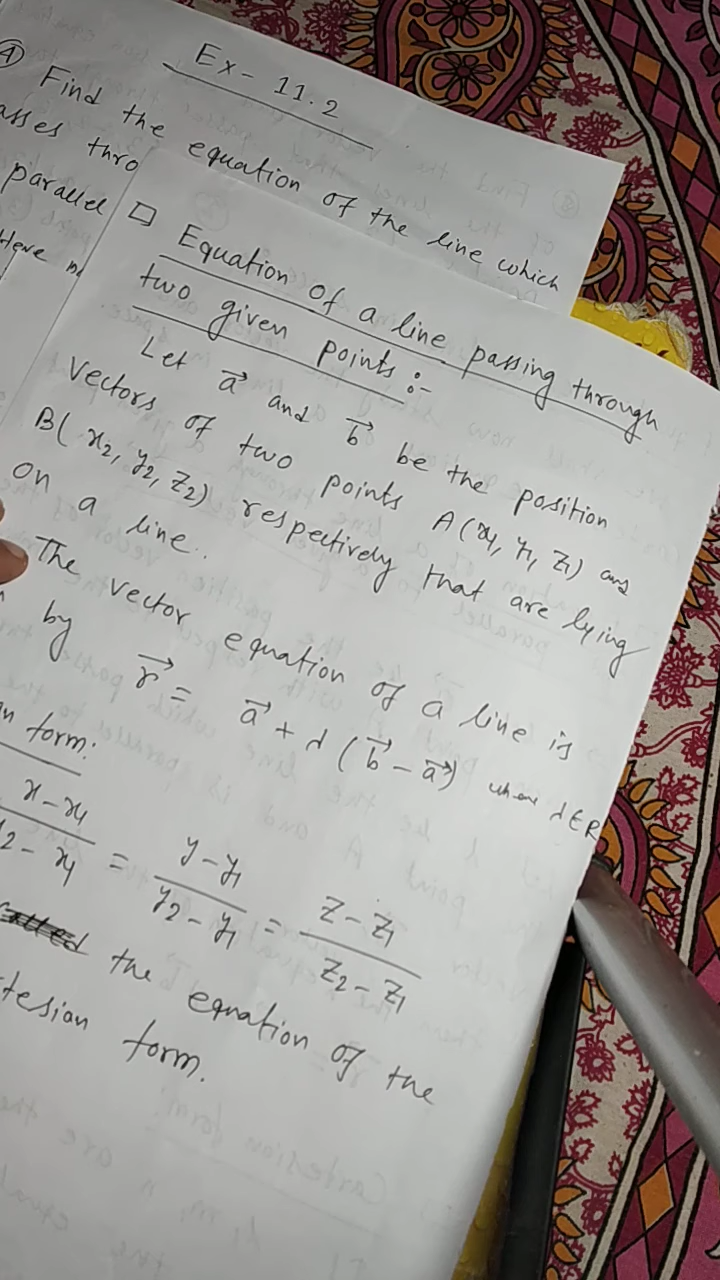 Ex- 11.2
④ Find the equation of the line which
asses thro
parallel
Here
□ Equation of a line passing through
two given points :-
Let a⃗ and b⃗ be the position
vectors of two points A(x₁, y₁, z₁) and
B(x₂, y₂, z₂) respectively that are lying
on a line.
The vector equation of a line is
by r⃗ = a⃗ + λ (b⃗ - a⃗) where λ∈R
n form:
x-x₁/2-x₁ = y-y₁/y₂-y₁ = z-z₁/z₂-z₁
the equation of the
tesian form.